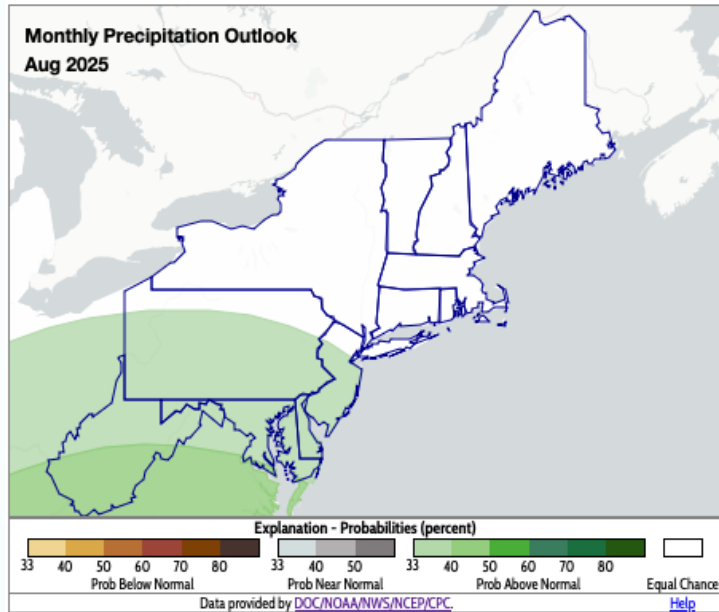 Monthly Precipitation Outlook
Aug 2025
Explanation - Probabilities (percent)
33 40 50 60 70 80 33 40 50 33 40 50 60 70 80
Prob Below Normal Prob Near Normal Prob Above Normal Equal Chance
Data provided by DOC/NOAA/NWS/NCEP/CPC. Help